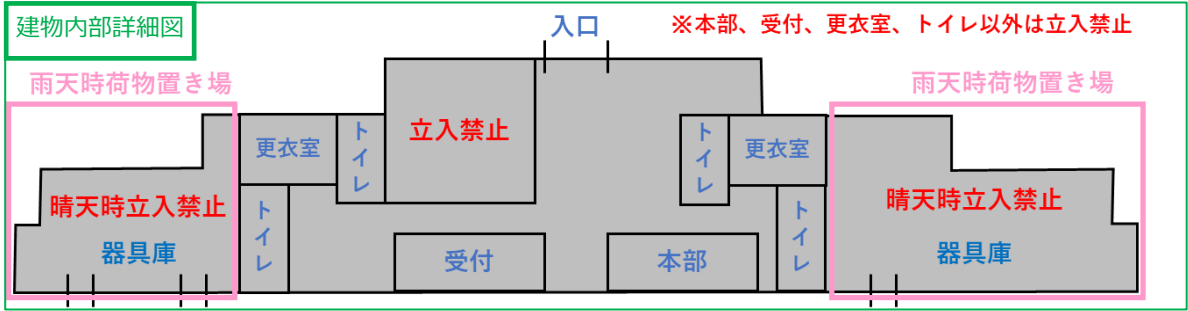 建物内部詳細図
入口
※本部、受付、更衣室、トイレ以外は立入禁止
雨天時荷物置き場
雨天時荷物置き場
更衣室
トイレ
立入禁止
トイレ
更衣室
晴天時立入禁止
器具庫
トイレ
受付
本部
トイレ
晴天時立入禁止
器具庫